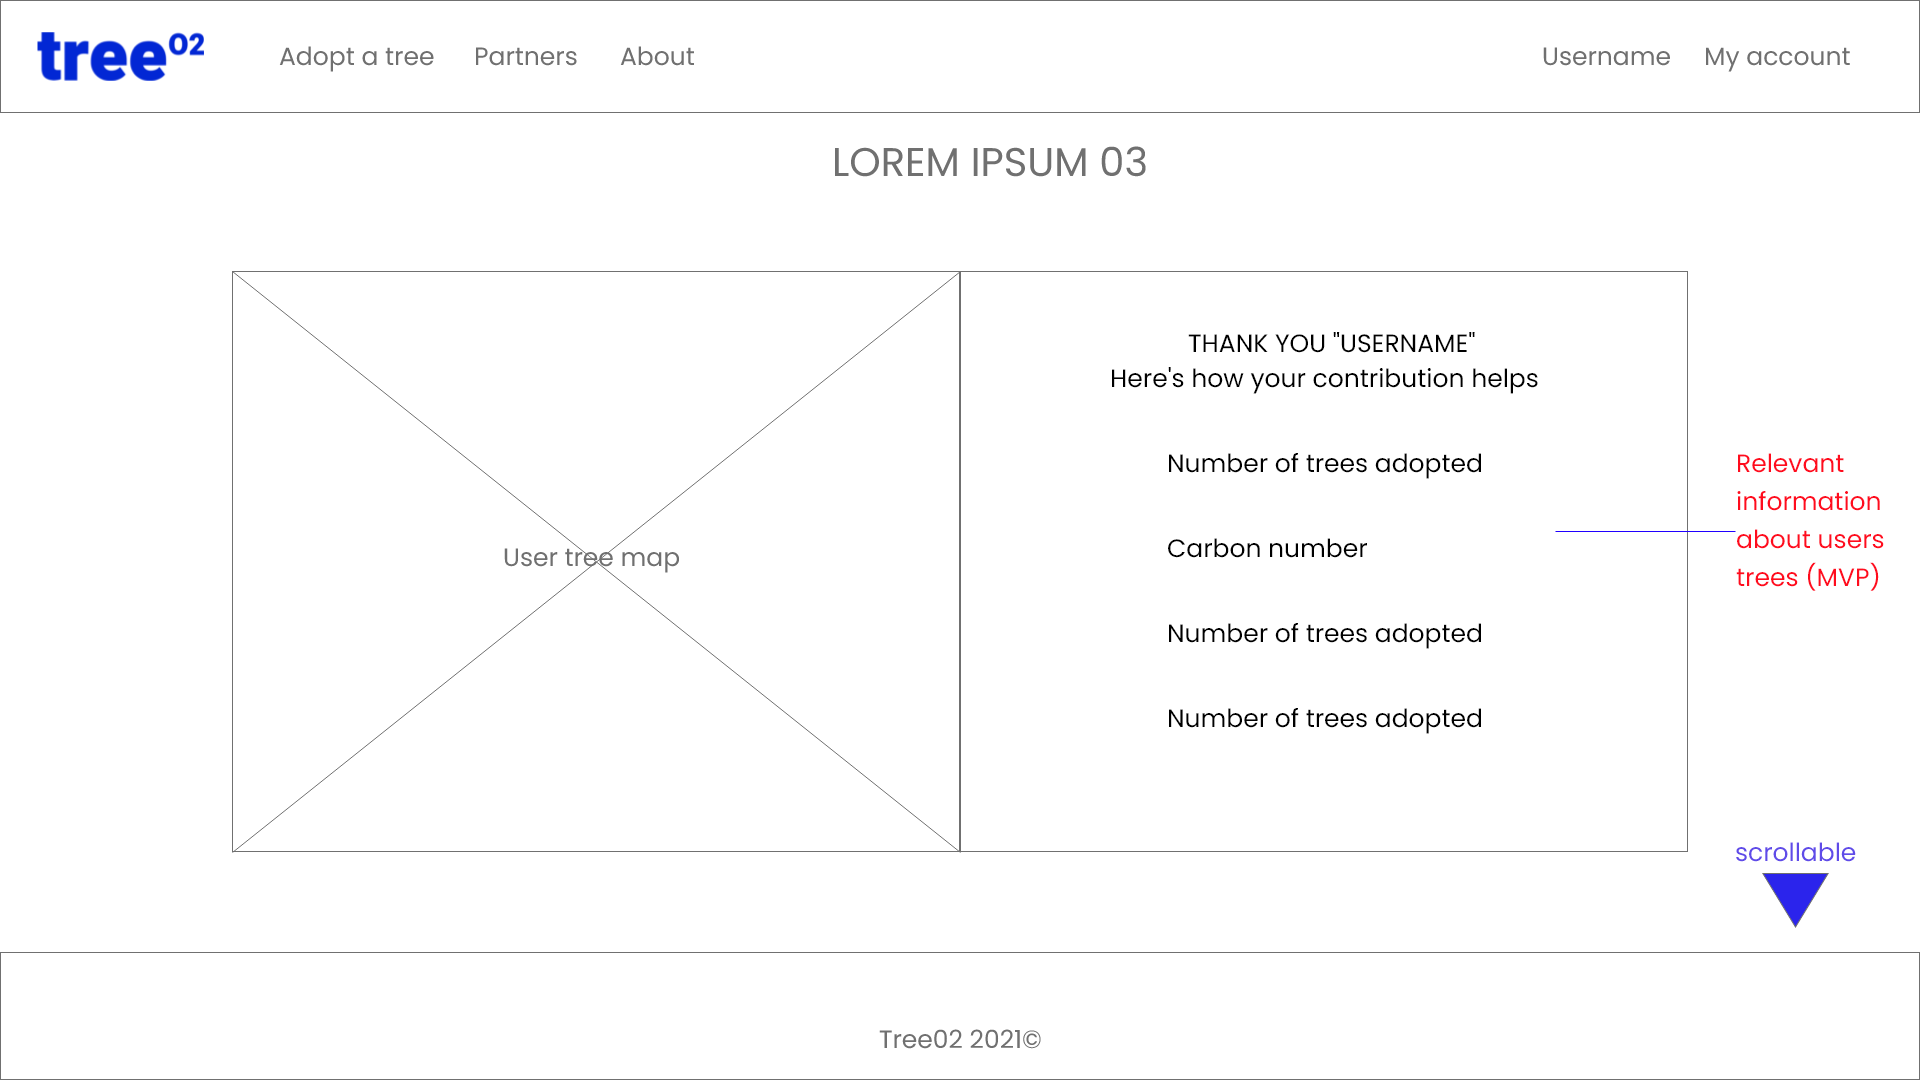 tree02
Adopt a tree
Partners
About
Username
My account
LOREM IPSUM 03
User tree map
THANK YOU "USERNAME"
Here's how your contribution helps
Number of trees adopted
Carbon number
Number of trees adopted
Number of trees adopted
Relevant
information
about users
trees (MVP)
scrollable
Tree02 2021©